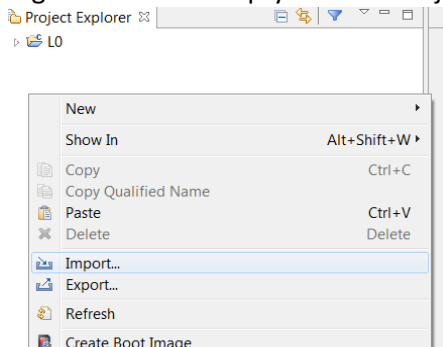 Project Explorer
L0
New
Show In Alt+Shift+W
Copy Ctrl+C
Copy Qualified Name
Paste Ctrl+V
Delete Delete
Import...
Export...
Refresh
Create Boot Image